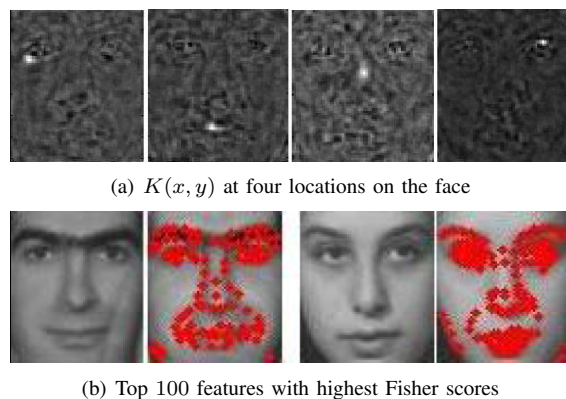 (a) K(x, y) at four locations on the face
(b) Top 100 features with highest Fisher scores